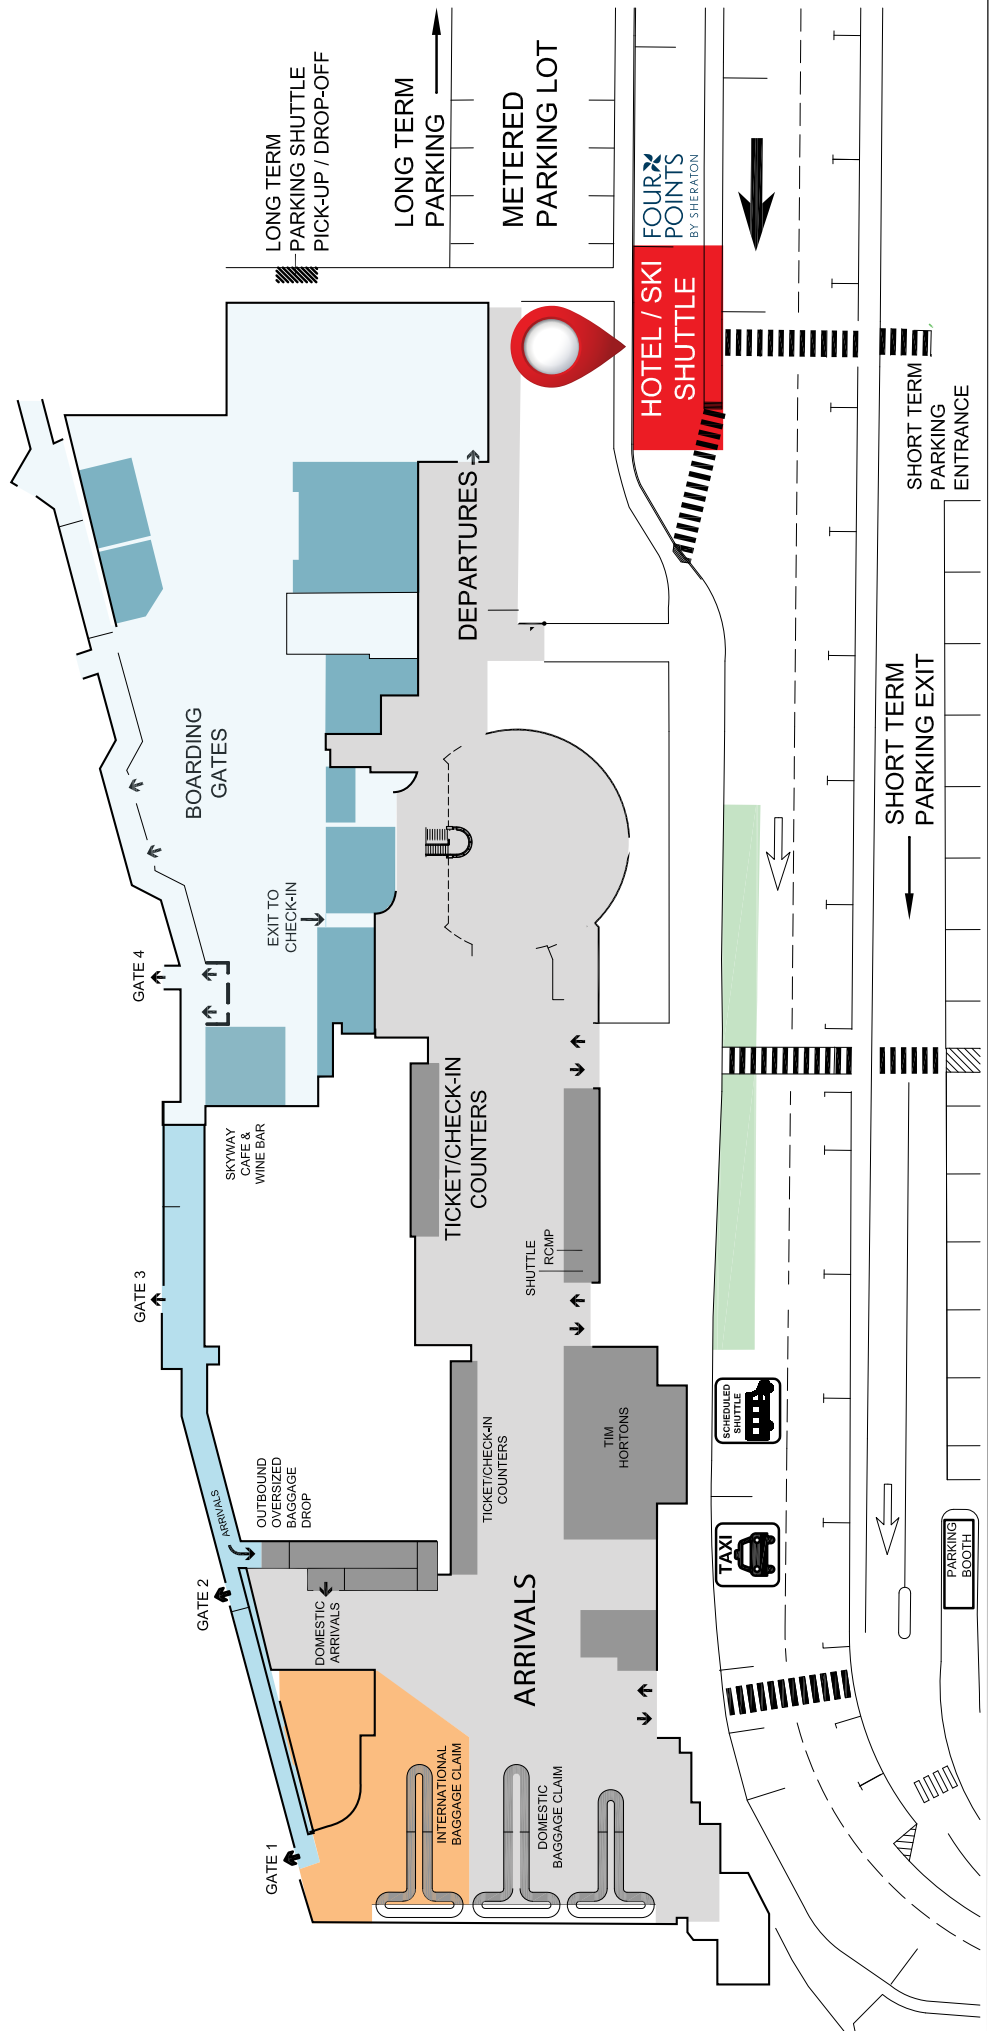 LONG TERM
PARKING SHUTTLE
PICK-UP / DROP-OFF
LONG TERM
PARKING
METERED
PARKING LOT
FOUR
POINTS
BY SHERATON
HOTEL / SKI
SHUTTLE
SHORT TERM
PARKING
ENTRANCE
DEPARTURES
BOARDING
GATES
SHORT TERM
PARKING EXIT
EXIT TO
CHECK-IN
GATE 4
TICKET/CHECK-IN
COUNTERS
SKYWAY
CAFE &
WINE BAR
SHUTTLE
RCMP
GATE 3
SCHEDULED
SHUTTLE
TIM
HORTONS
TICKET/CHECK-IN
COUNTERS
OUTBOUND
OVERSIZED
BAGGAGE
DROP
ARRIVALS
TAXI
PARKING
BOOTH
GATE 2
DOMESTIC
ARRIVALS
ARRIVALS
INTERNATIONAL
BAGGAGE CLAIM
DOMESTIC
BAGGAGE CLAIM
GATE 1